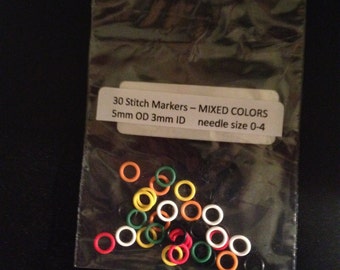 30 Stitch Markers – MIXED COLORS
5mm OD 3mm ID needle size 0-4